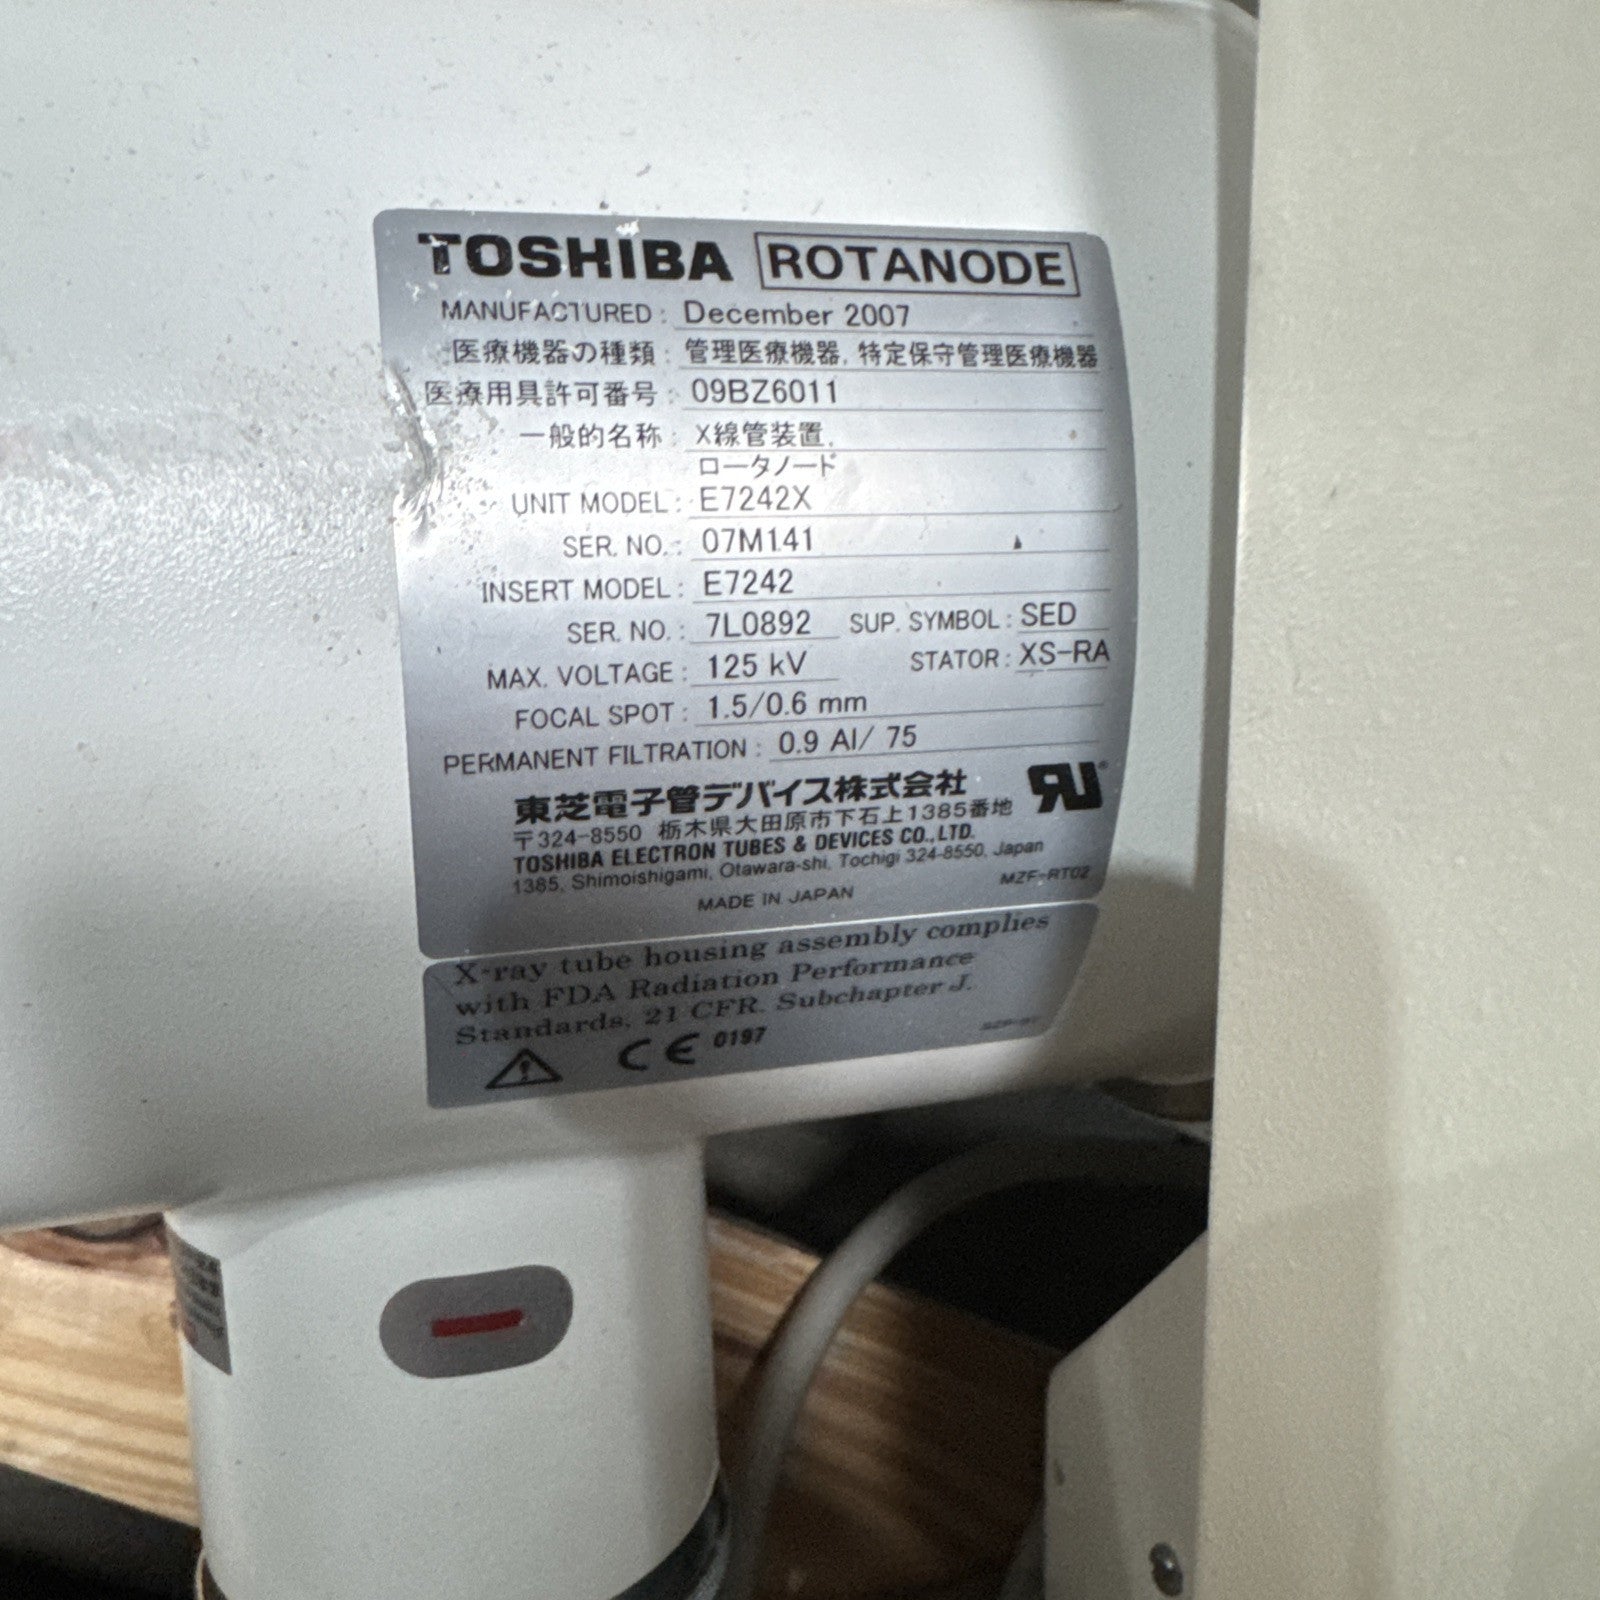 TOSHIBA ROTANODE
MANUFACTURED : December 2007
医療機器の種類 : 管理医療機器, 特定保守管理医療機器
医療用具許可番号 : 09BZ6011
一般的名称 : X線管装置,
ロータノード
UNIT MODEL : E7242X
SER. NO. : 07M141
INSERT MODEL : E7242
SER. NO. : 7L0892 SUP. SYMBOL : SED
MAX. VOLTAGE : 125 kV STATOR : XS-RA
FOCAL SPOT : 1.5/0.6 mm
PERMANENT FILTRATION : 0.9 Al/ 75
東芝電子管デバイス株式会社
〒324-8550 栃木県大田原市下石上1385番地
TOSHIBA ELECTRON TUBES & DEVICES CO., LTD.
1385, Shimoishigami, Otawara-shi, Tochigi 324-8550, Japan
MADE IN JAPAN MZF-RT02
X-ray tube housing assembly complies
with FDA Radiation Performance
Standards, 21 CFR, Subchapter J.
CE 0197